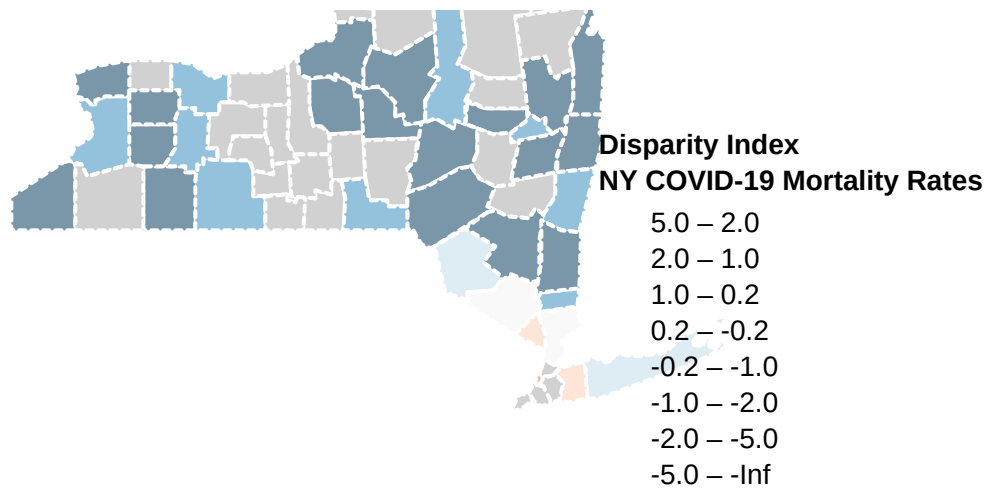 Disparity Index
NY COVID-19 Mortality Rates
5.0 – 2.0
2.0 – 1.0
1.0 – 0.2
0.2 – -0.2
-0.2 – -1.0
-1.0 – -2.0
-2.0 – -5.0
-5.0 – -Inf